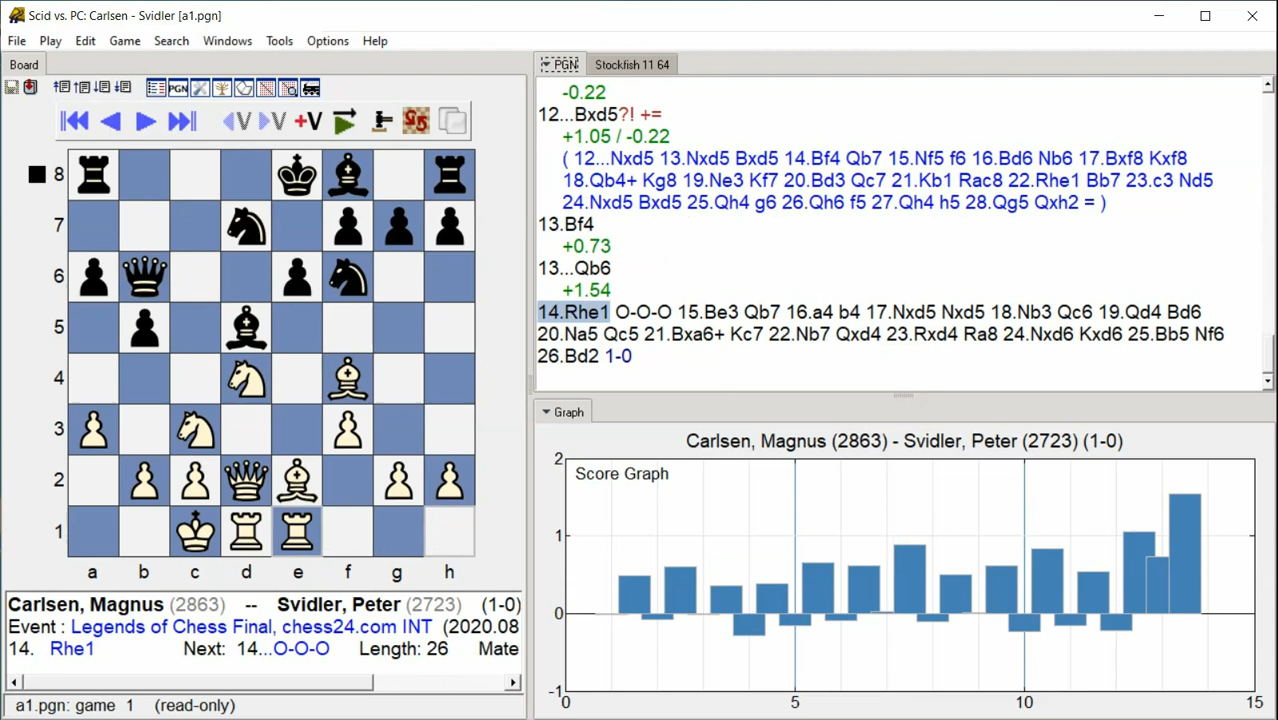 Scid vs. PC: Carlsen - Svidler [a1.pgn]
File Play Edit Game Search Windows Tools Options Help
Board
PGN
V V +V
8
7
6
5
4
3
2
1
a b c d e f g h
Carlsen, Magnus (2863) -- Svidler, Peter (2723) (1-0)
Event : Legends of Chess Final, chess24.com INT (2020.08
14. Rhe1 Next: 14...O-O-O Length: 26 Mate
a1.pgn: game 1 (read-only)
PGN Stockfish 11 64
-0.22
12...Bxd5?! +=
+1.05 / -0.22
( 12...Nxd5 13.Nxd5 Bxd5 14.Bf4 Qb7 15.Nf5 f6 16.Bd6 Nb6 17.Bxf8 Kxf8
18.Qb4+ Kg8 19.Ne3 Kf7 20.Bd3 Qc7 21.Kb1 Rac8 22.Rhe1 Bb7 23.c3 Nd5
24.Nxd5 Bxd5 25.Qh4 g6 26.Qh6 f5 27.Qh4 h5 28.Qg5 Qxh2 = )
13.Bf4
+0.73
13...Qb6
+1.54
14.Rhe1 O-O-O 15.Be3 Qb7 16.a4 b4 17.Nxd5 Nxd5 18.Nb3 Qc6 19.Qd4 Bd6
20.Na5 Qc5 21.Bxa6+ Kc7 22.Nb7 Qxd4 23.Rxd4 Ra8 24.Nxd6 Kxd6 25.Bb5 Nf6
26.Bd2 1-0
Graph
Carlsen, Magnus (2863) - Svidler, Peter (2723) (1-0)
Score Graph
2
1
0
-1
0 5 10 15